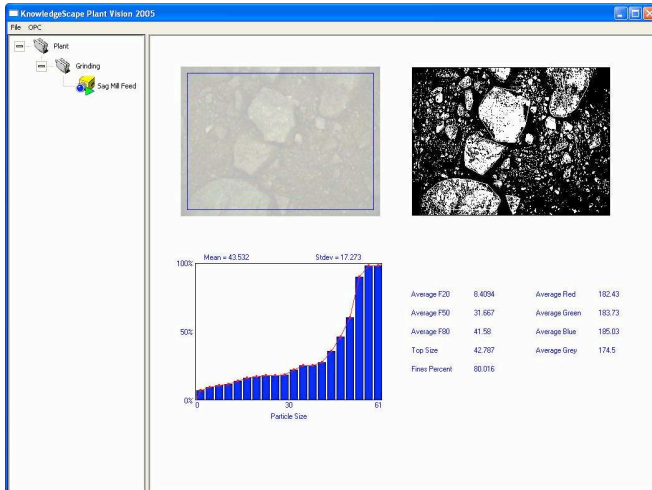 KnowledgeScape Plant Vision 2005
File OPC
Plant
Grinding
Sag Mill Feed
Mean = 43.532 Stdev = 17.273
100%
50%
0%
0 30 61
Particle Size
Average F20 8.4094 Average Red 182.43
Average F50 31.667 Average Green 183.73
Average F80 41.58 Average Blue 185.03
Top Size 42.787 Average Grey 174.5
Fines Percent 80.016